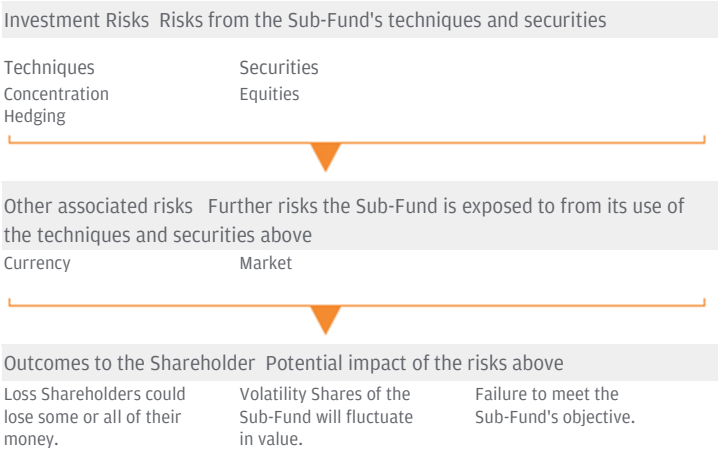 Investment Risks Risks from the Sub-Fund's techniques and securities
Techniques
Concentration
Hedging
Securities
Equities
Other associated risks Further risks the Sub-Fund is exposed to from its use of
the techniques and securities above
Currency
Market
Outcomes to the Shareholder Potential impact of the risks above
Loss Shareholders could
lose some or all of their
money.
Volatility Shares of the
Sub-Fund will fluctuate
in value.
Failure to meet the
Sub-Fund's objective.